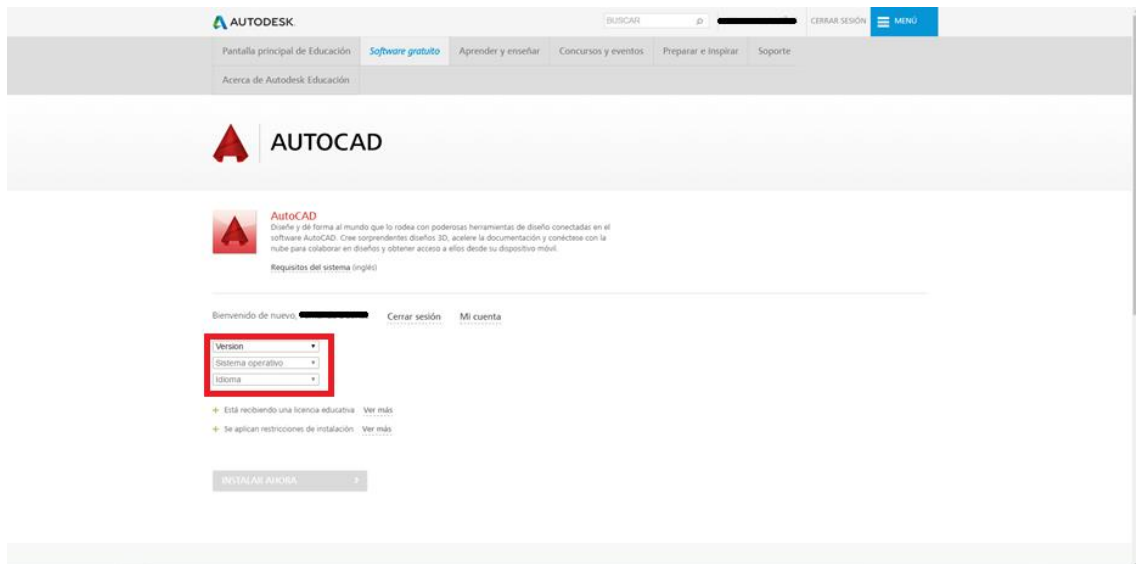 AUTODESK.
BUSCAR
CERRAR SESIÓN
MENÚ
Pantalla principal de Educación
Software gratuito
Aprender y enseñar
Concursos y eventos
Preparar e inspirar
Soporte
Acerca de Autodesk Educación
AUTOCAD
AutoCAD
Diseñe y dé forma al mundo que lo rodea con poderosas herramientas de diseño conectadas en el
software AutoCAD. Cree sorprendentes diseños 3D, acelere la documentación y conéctese con la
nube para colaborar en diseños y obtener acceso a ellos desde su dispositivo móvil.
Requisitos del sistema (inglés)
Bienvenido de nuevo,
Cerrar sesión
Mi cuenta
Version
Sistema operativo
Idioma
+ Está recibiendo una licencia educativa Ver más
+ Se aplican restricciones de instalación Ver más
INSTALAR AHORA